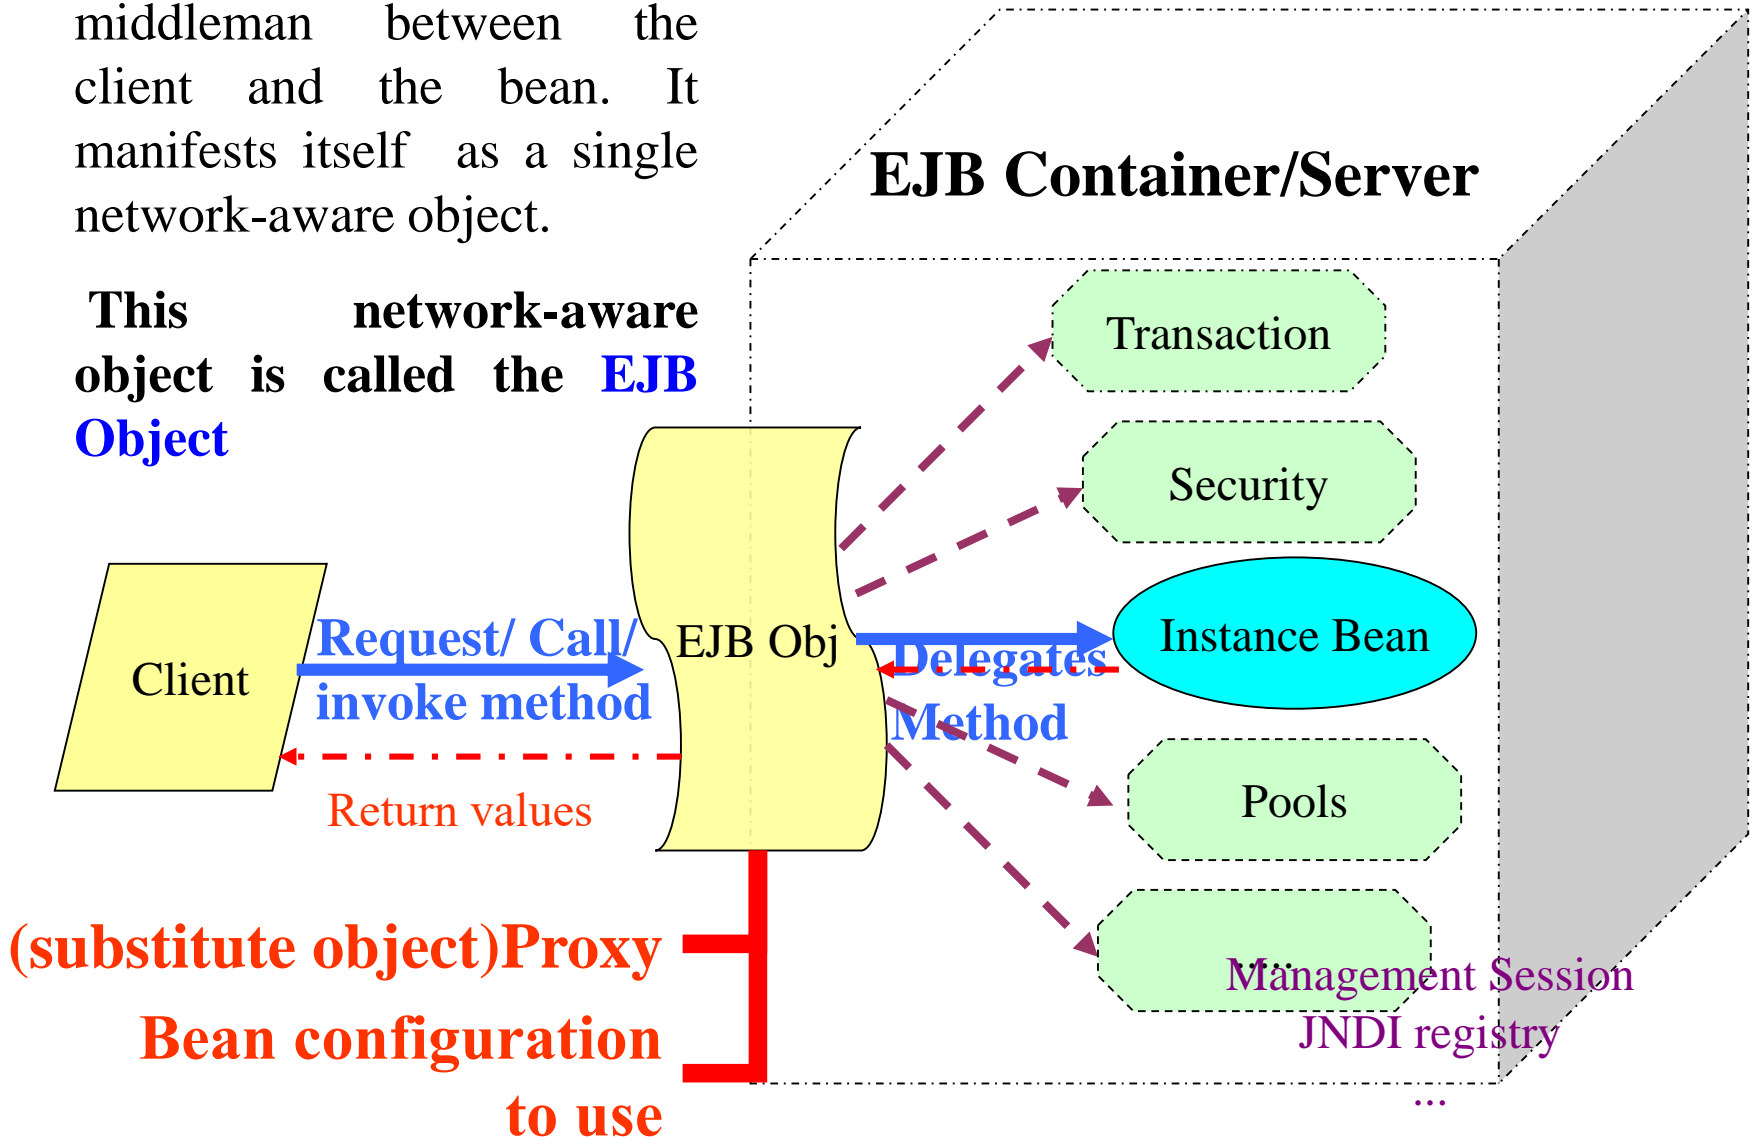 middleman between the
client and the bean. It
manifests itself as a single
network-aware object.
This network-aware
object is called the EJB
Object
EJB Container/Server
Transaction
Security
Instance Bean
Request/ Call/
invoke method
Client
EJB Obj
Delegates
Method
Return values
Pools
(substitute object)Proxy
Bean configuration
to use
.....
Management Session
JNDI registry
...